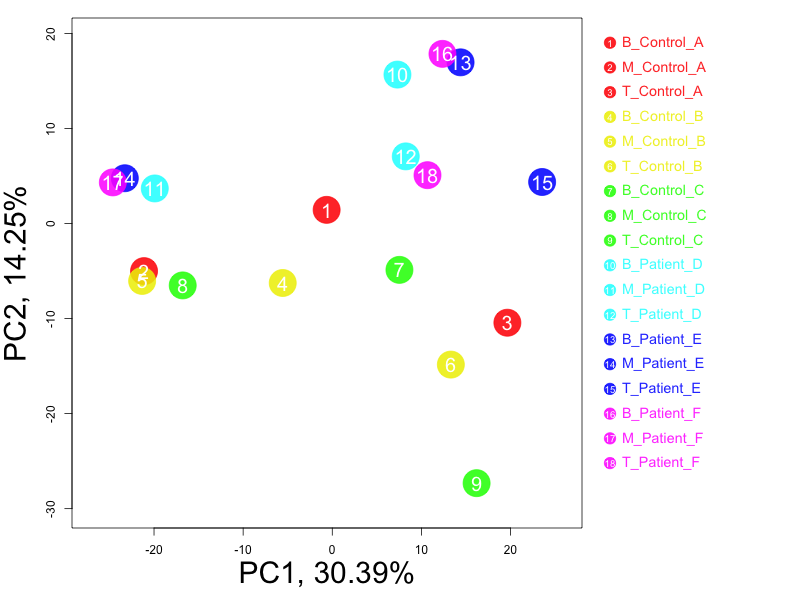 20
10
0
-10
-20
-30
PC2, 14.25%
-20
-10
0
10
20
PC1, 30.39%
16
13
10
12
18
15
17
14
11
1
2
5
8
4
7
3
6
9
1 B_Control_A
2 M_Control_A
3 T_Control_A
4 B_Control_B
5 M_Control_B
6 T_Control_B
7 B_Control_C
8 M_Control_C
9 T_Control_C
10 B_Patient_D
11 M_Patient_D
12 T_Patient_D
13 B_Patient_E
14 M_Patient_E
15 T_Patient_E
16 B_Patient_F
17 M_Patient_F
18 T_Patient_F